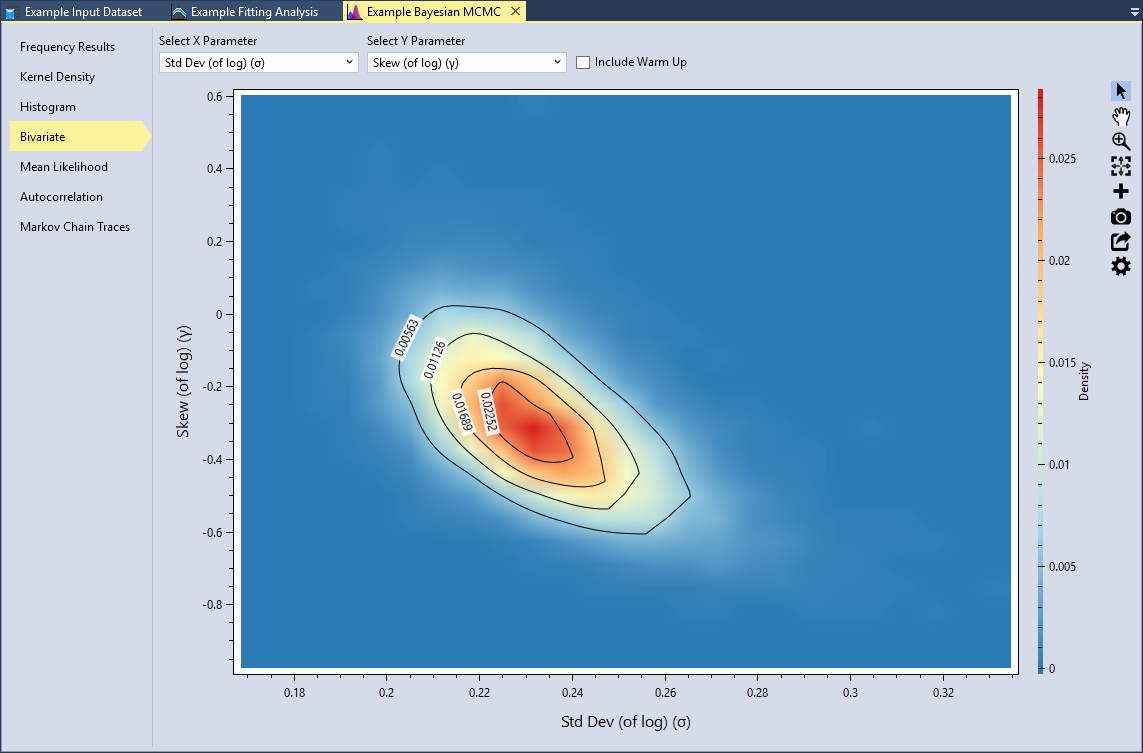 Example Input Dataset
Example Fitting Analysis
Example Bayesian MCMC
Frequency Results
Kernel Density
Histogram
Bivariate
Mean Likelihood
Autocorrelation
Markov Chain Traces
Select X Parameter
Select Y Parameter
Std Dev (of log) (σ)
Skew (of log) (γ)
Include Warm Up
0.6
0.4
0.2
0
-0.2
-0.4
-0.6
-0.8
Skew (of log) (γ)
0.00563
0.01126
0.01689
0.02252
0.18
0.2
0.22
0.24
0.26
0.28
0.3
0.32
Std Dev (of log) (σ)
0.025
0.02
0.015
0.01
0.005
0
Density